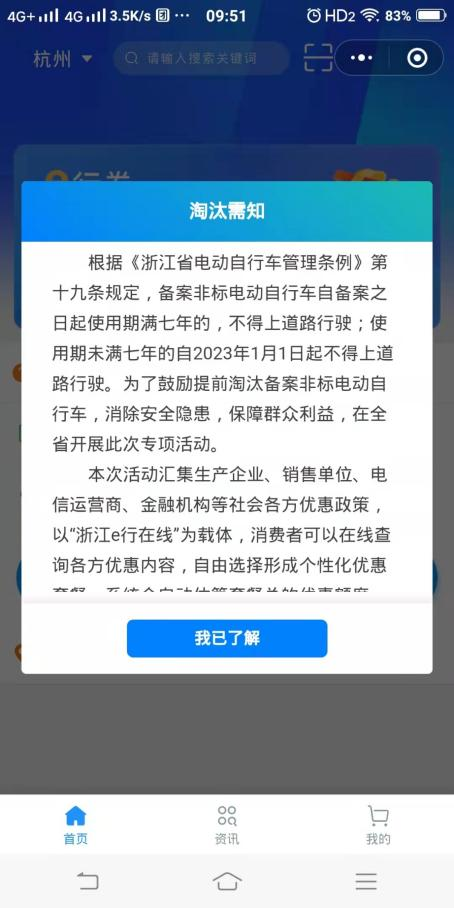 4G+ 4G 3.5K/s 团 ··· 09:51 HD2 83%
杭州 请输入搜索关键词
淘汰需知
根据《浙江省电动自行车管理条例》第
十九条规定，备案非标电动自行车自备案之
日起使用期满七年的，不得上道路行驶；使
用期未满七年的自2023年1月1日起不得上道
路行驶。为了鼓励提前淘汰备案非标电动自
行车，消除安全隐患，保障群众利益，在全
省开展此次专项活动。
本次活动汇集生产企业、销售单位、电
信运营商、金融机构等社会各方优惠政策，
以“浙江e行在线”为载体，消费者可以在线查
询各方优惠内容，自由选择形成个性化优惠
我已了解
首页 资讯 我的